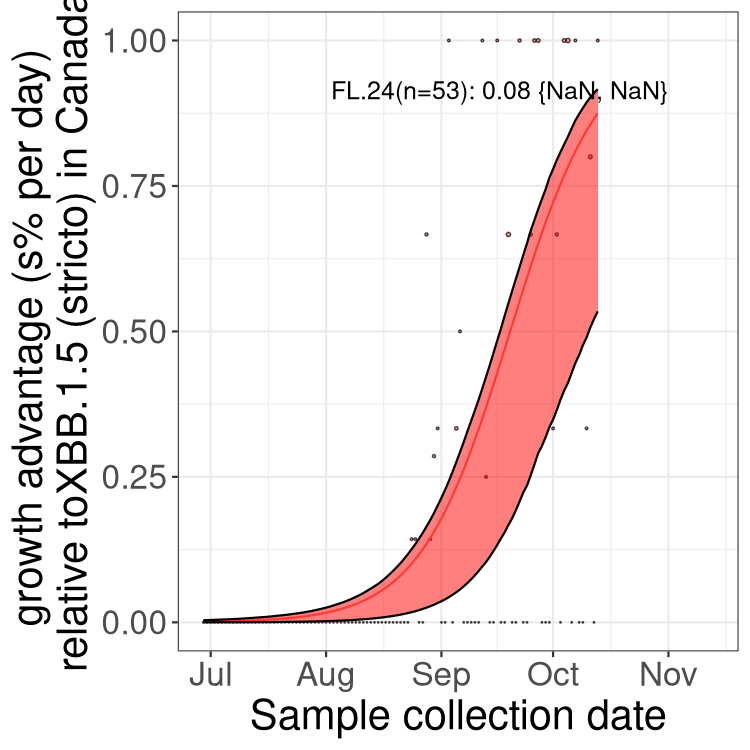 growth advantage (s% per day)
relative toXBB.1.5 (stricto) in Canada
1.00
0.75
0.50
0.25
0.00
FL.24(n=53): 0.08 {NaN, NaN}
Jul Aug Sep Oct Nov
Sample collection date